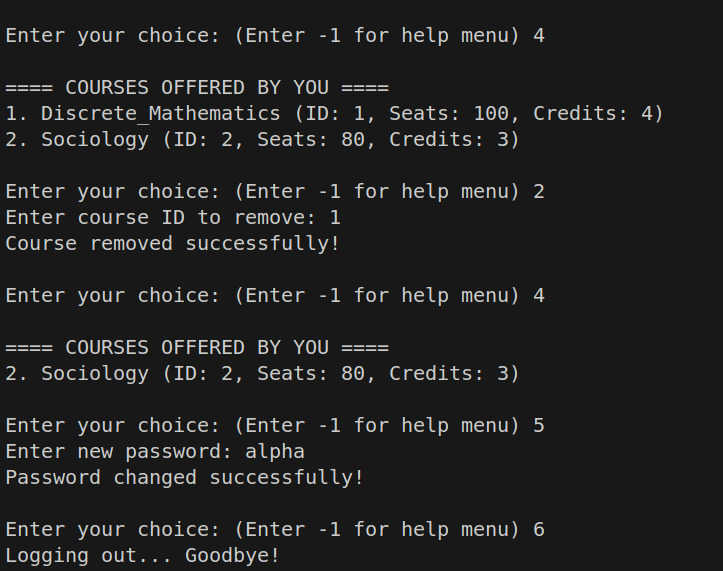 Enter your choice: (Enter -1 for help menu) 4
==== COURSES OFFERED BY YOU ====
1. Discrete_Mathematics (ID: 1, Seats: 100, Credits: 4)
2. Sociology (ID: 2, Seats: 80, Credits: 3)
Enter your choice: (Enter -1 for help menu) 2
Enter course ID to remove: 1
Course removed successfully!
Enter your choice: (Enter -1 for help menu) 4
==== COURSES OFFERED BY YOU ====
2. Sociology (ID: 2, Seats: 80, Credits: 3)
Enter your choice: (Enter -1 for help menu) 5
Enter new password: alpha
Password changed successfully!
Enter your choice: (Enter -1 for help menu) 6
Logging out... Goodbye!